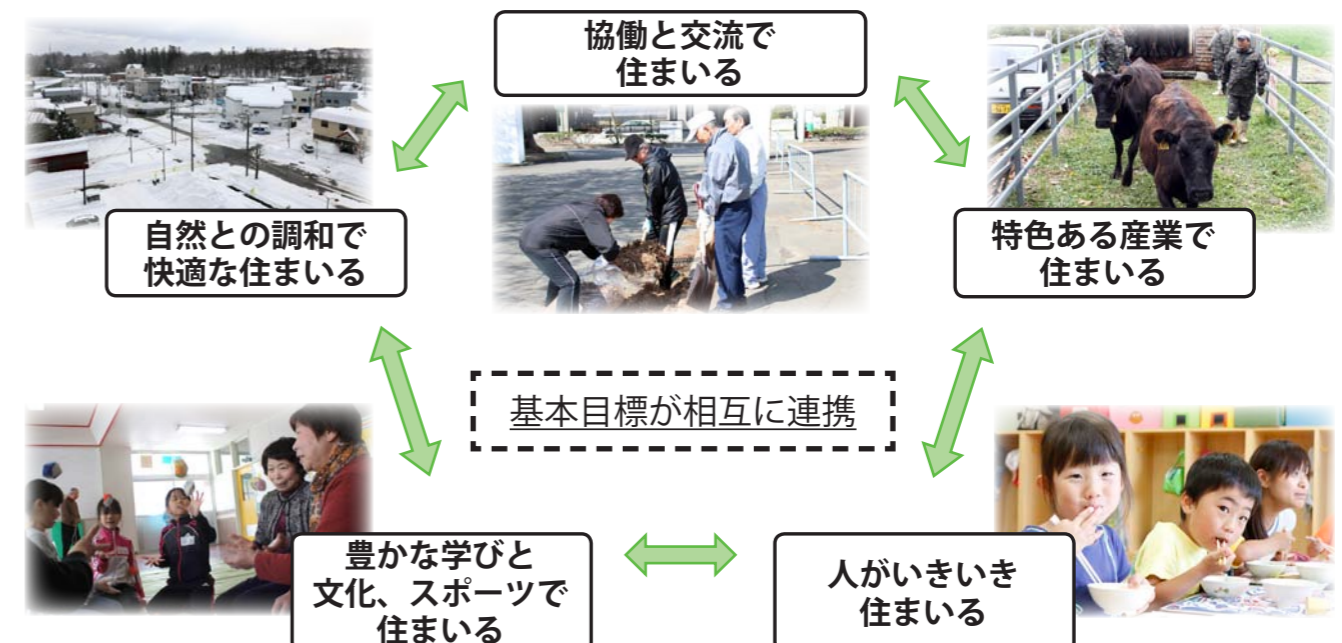 協働と交流で
住まいる
自然との調和で
快適な住まいる
特色ある産業で
住まいる
基本目標が相互に連携
豊かな学びと
文化、スポーツで
住まいる
人がいきいき
住まいる